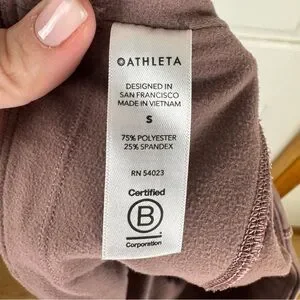 ATHLETA
DESIGNED IN
SAN FRANCISCO
MADE IN VIETNAM
S
75% POLYESTER
25% SPANDEX
RN 54023
Certified
B
Corporation